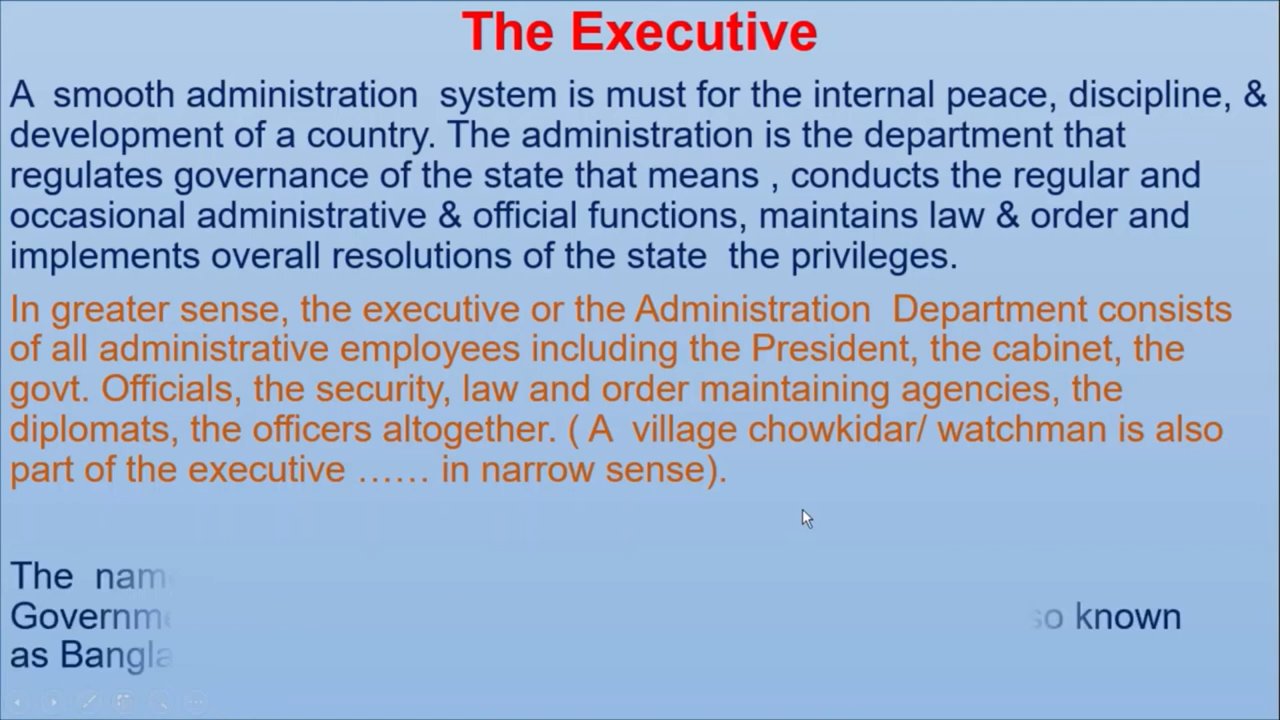 The Executive
A smooth administration system is must for the internal peace, discipline, &
development of a country. The administration is the department that
regulates governance of the state that means , conducts the regular and
occasional administrative & official functions, maintains law & order and
implements overall resolutions of the state the privileges.
In greater sense, the executive or the Administration Department consists
of all administrative employees including the President, the cabinet, the
govt. Officials, the security, law and order maintaining agencies, the
diplomats, the officers altogether. ( A village chowkidar/ watchman is also
part of the executive …… in narrow sense).
The
known
as